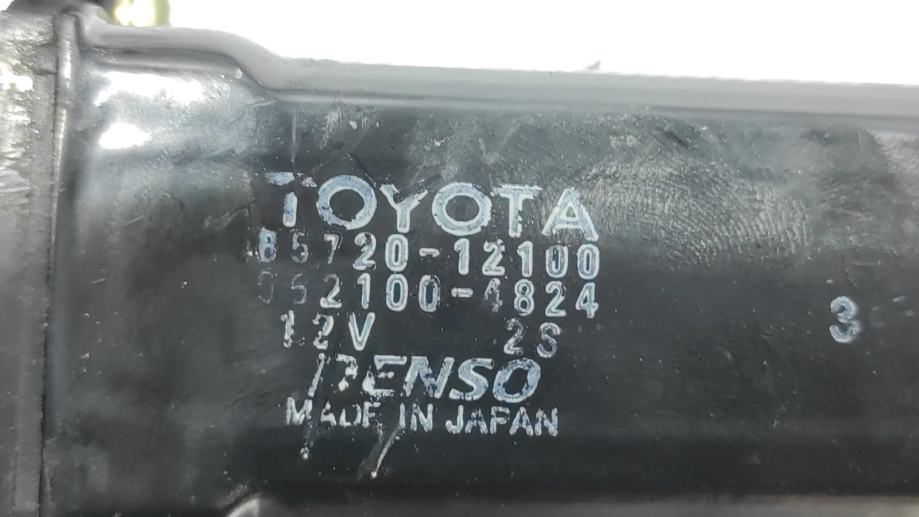 TOYOTA
85720-12100
062100-4824
12V 2S
3
DENSO
MADE IN JAPAN